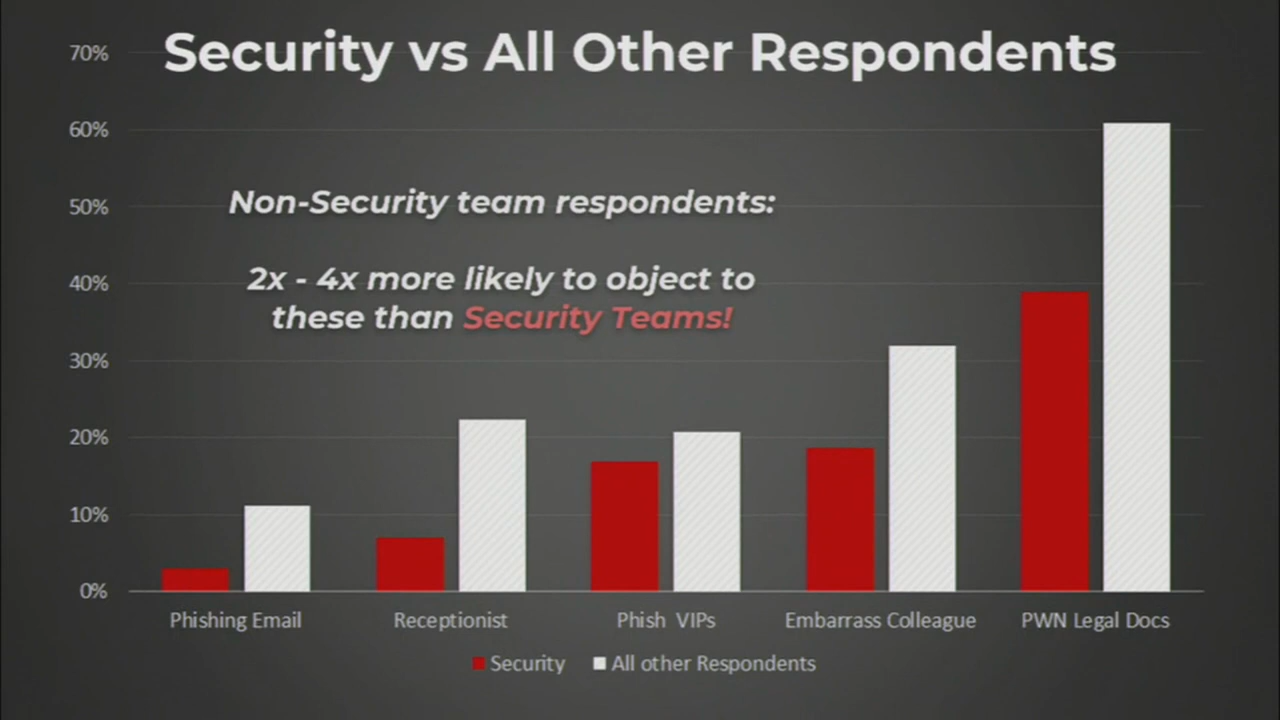 Security vs All Other Respondents
70%
60%
50%
40%
30%
20%
10%
0%
Non-Security team respondents:
2x - 4x more likely to object to
these than Security Teams!
Phishing Email Receptionist Phish VIPs Embarrass Colleague PWN Legal Docs
Security All other Respondents